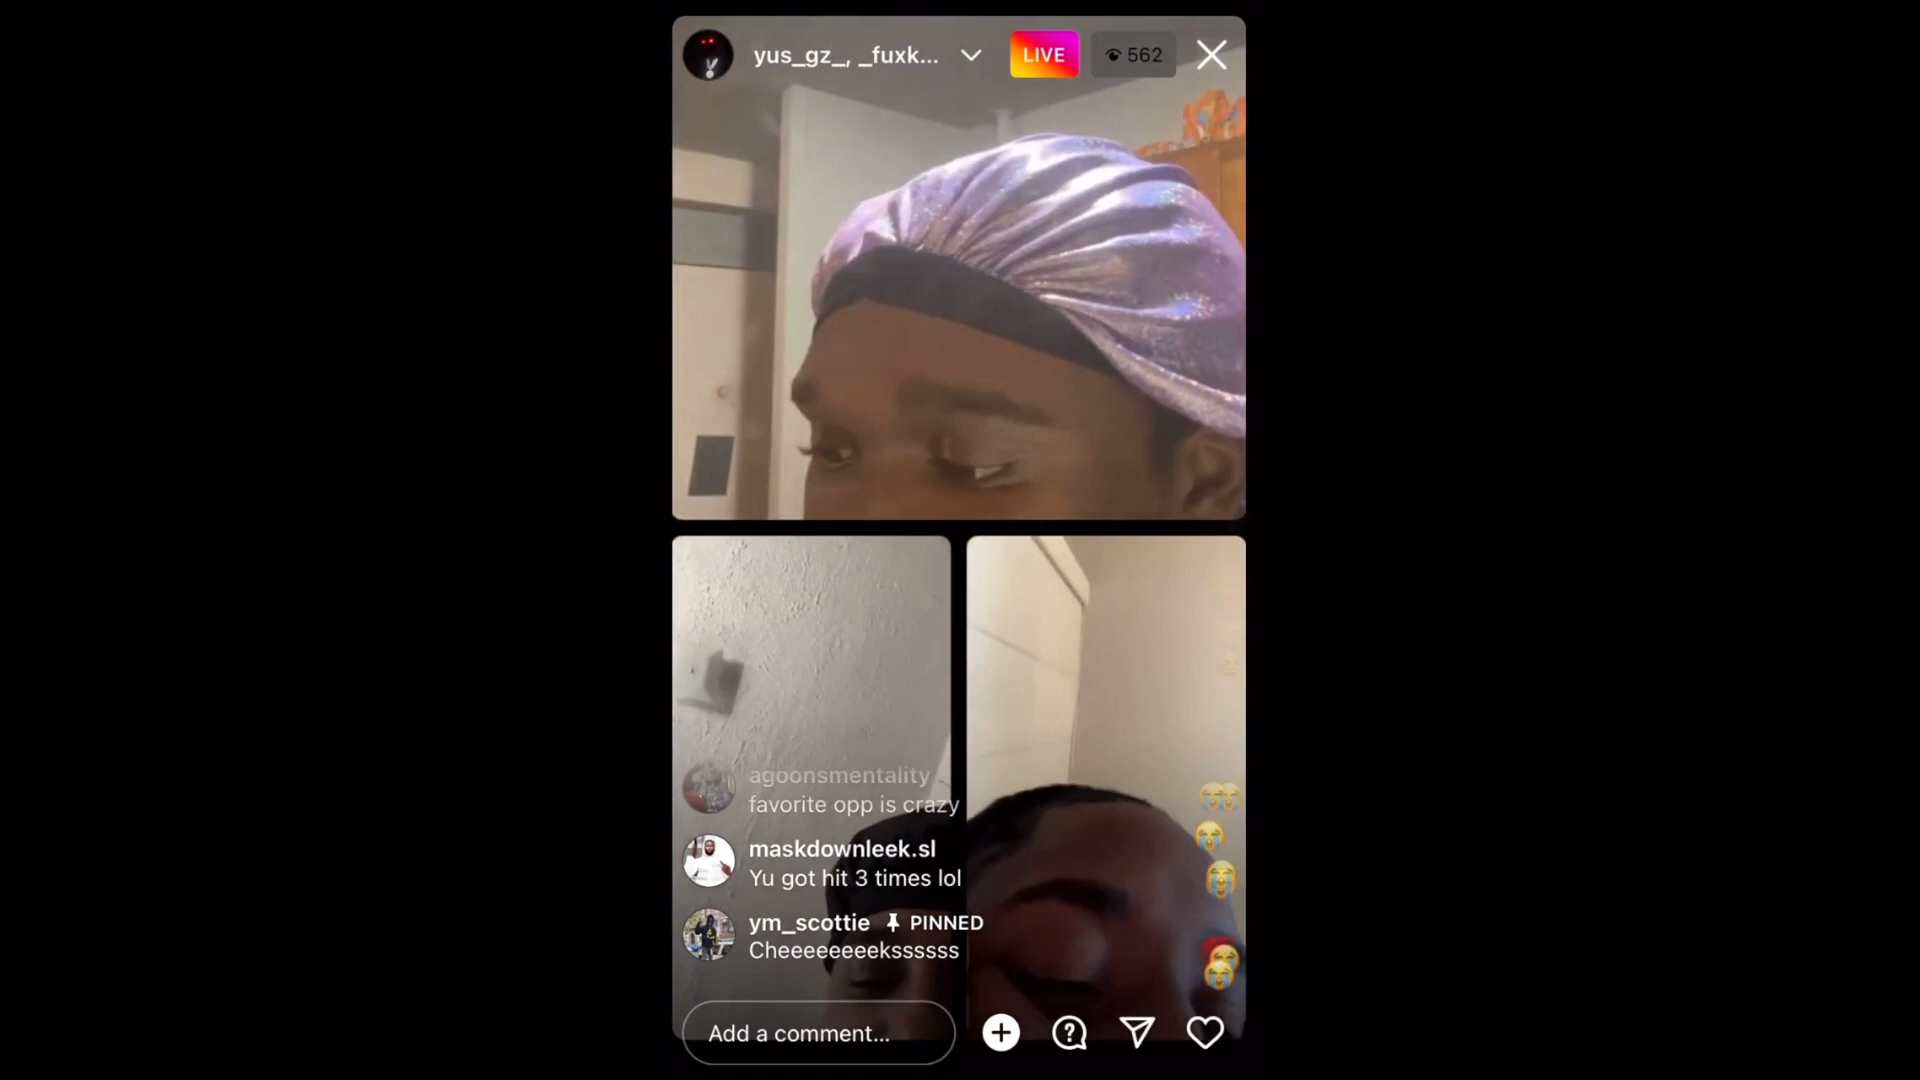 yus_gz_, _fuxk...
LIVE
562
agoonsmentality
favorite opp is crazy
maskdownleek.sl
Yu got hit 3 times lol
ym_scottie PINNED
Cheeeeeeeekssssss
Add a comment...